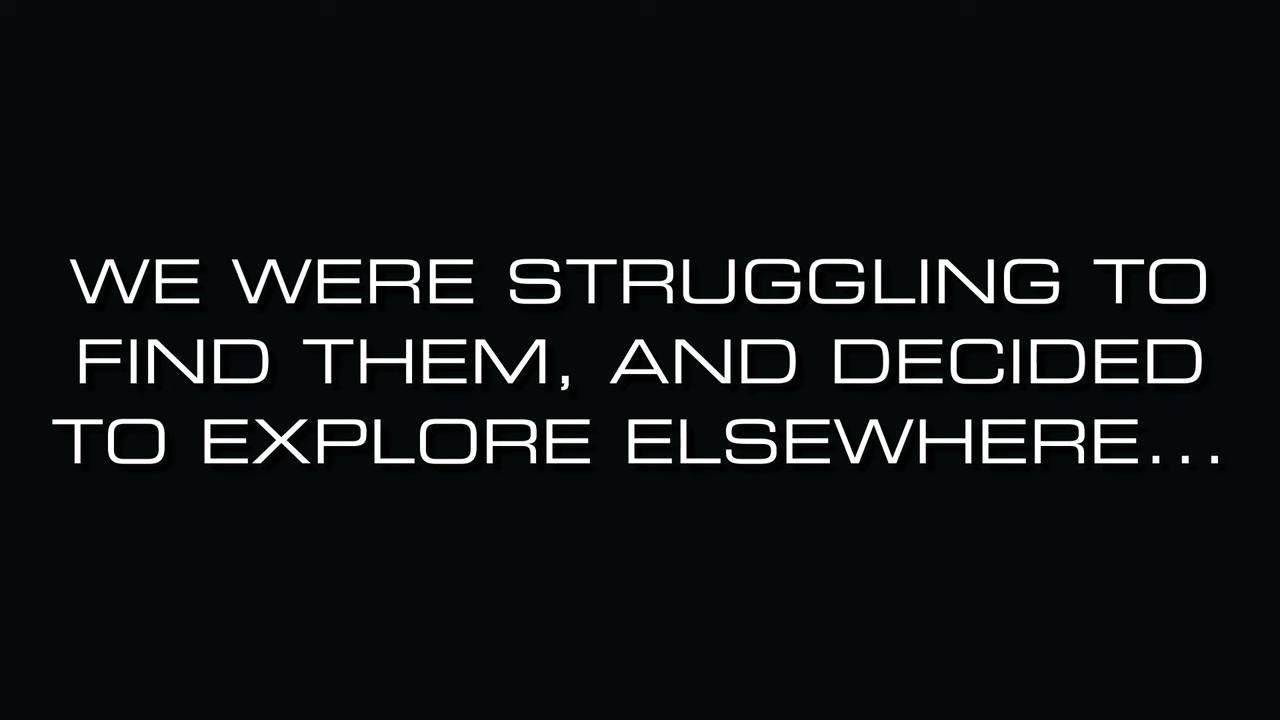 WE WERE STRUGGLING TO
FIND THEM, AND DECIDED
TO EXPLORE ELSEWHERE...